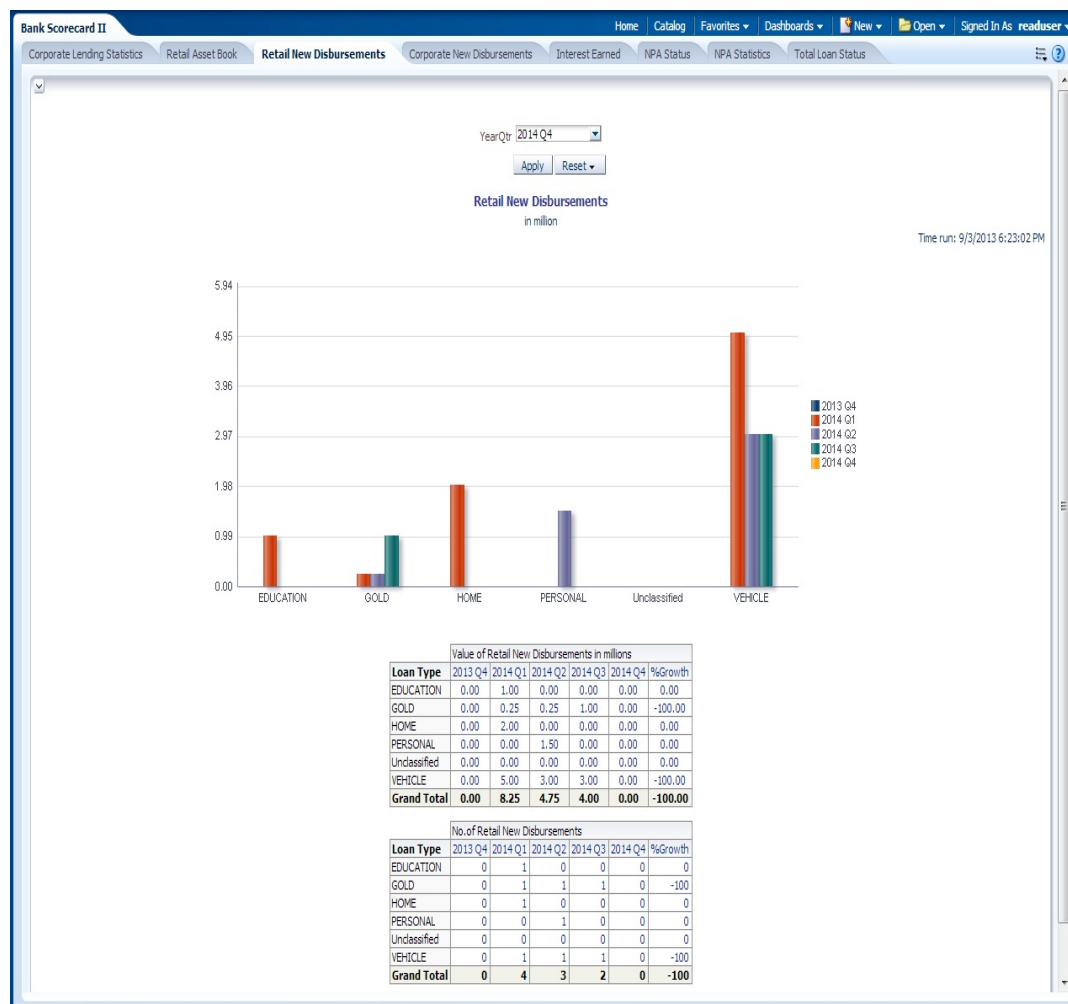 Bank Scorecard II
Home Catalog Favorites Dashboards New Open Signed In As readuser
Corporate Lending Statistics Retail Asset Book Retail New Disbursements Corporate New Disbursements Interest Earned NPA Status NPA Statistics Total Loan Status
YearQtr 2014 Q4
Apply Reset
Retail New Disbursements
in million
Time run: 9/3/2013 6:23:02 PM
5.94
4.95
3.96
2.97
1.98
0.99
0.00
2013 Q4
2014 Q1
2014 Q2
2014 Q3
2014 Q4
EDUCATION GOLD HOME PERSONAL Unclassified VEHICLE
Value of Retail New Disbursements in millions
Loan Type 2013 Q4 2014 Q1 2014 Q2 2014 Q3 2014 Q4 %Growth
EDUCATION 0.00 1.00 0.00 0.00 0.00 0.00
GOLD 0.00 0.25 0.25 1.00 0.00 -100.00
HOME 0.00 2.00 0.00 0.00 0.00 0.00
PERSONAL 0.00 0.00 1.50 0.00 0.00 0.00
Unclassified 0.00 0.00 0.00 0.00 0.00 0.00
VEHICLE 0.00 5.00 3.00 3.00 0.00 -100.00
Grand Total 0.00 8.25 4.75 4.00 0.00 -100.00
No.of Retail New Disbursements
Loan Type 2013 Q4 2014 Q1 2014 Q2 2014 Q3 2014 Q4 %Growth
EDUCATION 0 1 0 0 0 0
GOLD 0 1 1 1 0 -100
HOME 0 1 0 0 0 0
PERSONAL 0 0 1 0 0 0
Unclassified 0 0 0 0 0 0
VEHICLE 0 1 1 1 0 -100
Grand Total 0 4 3 2 0 -100